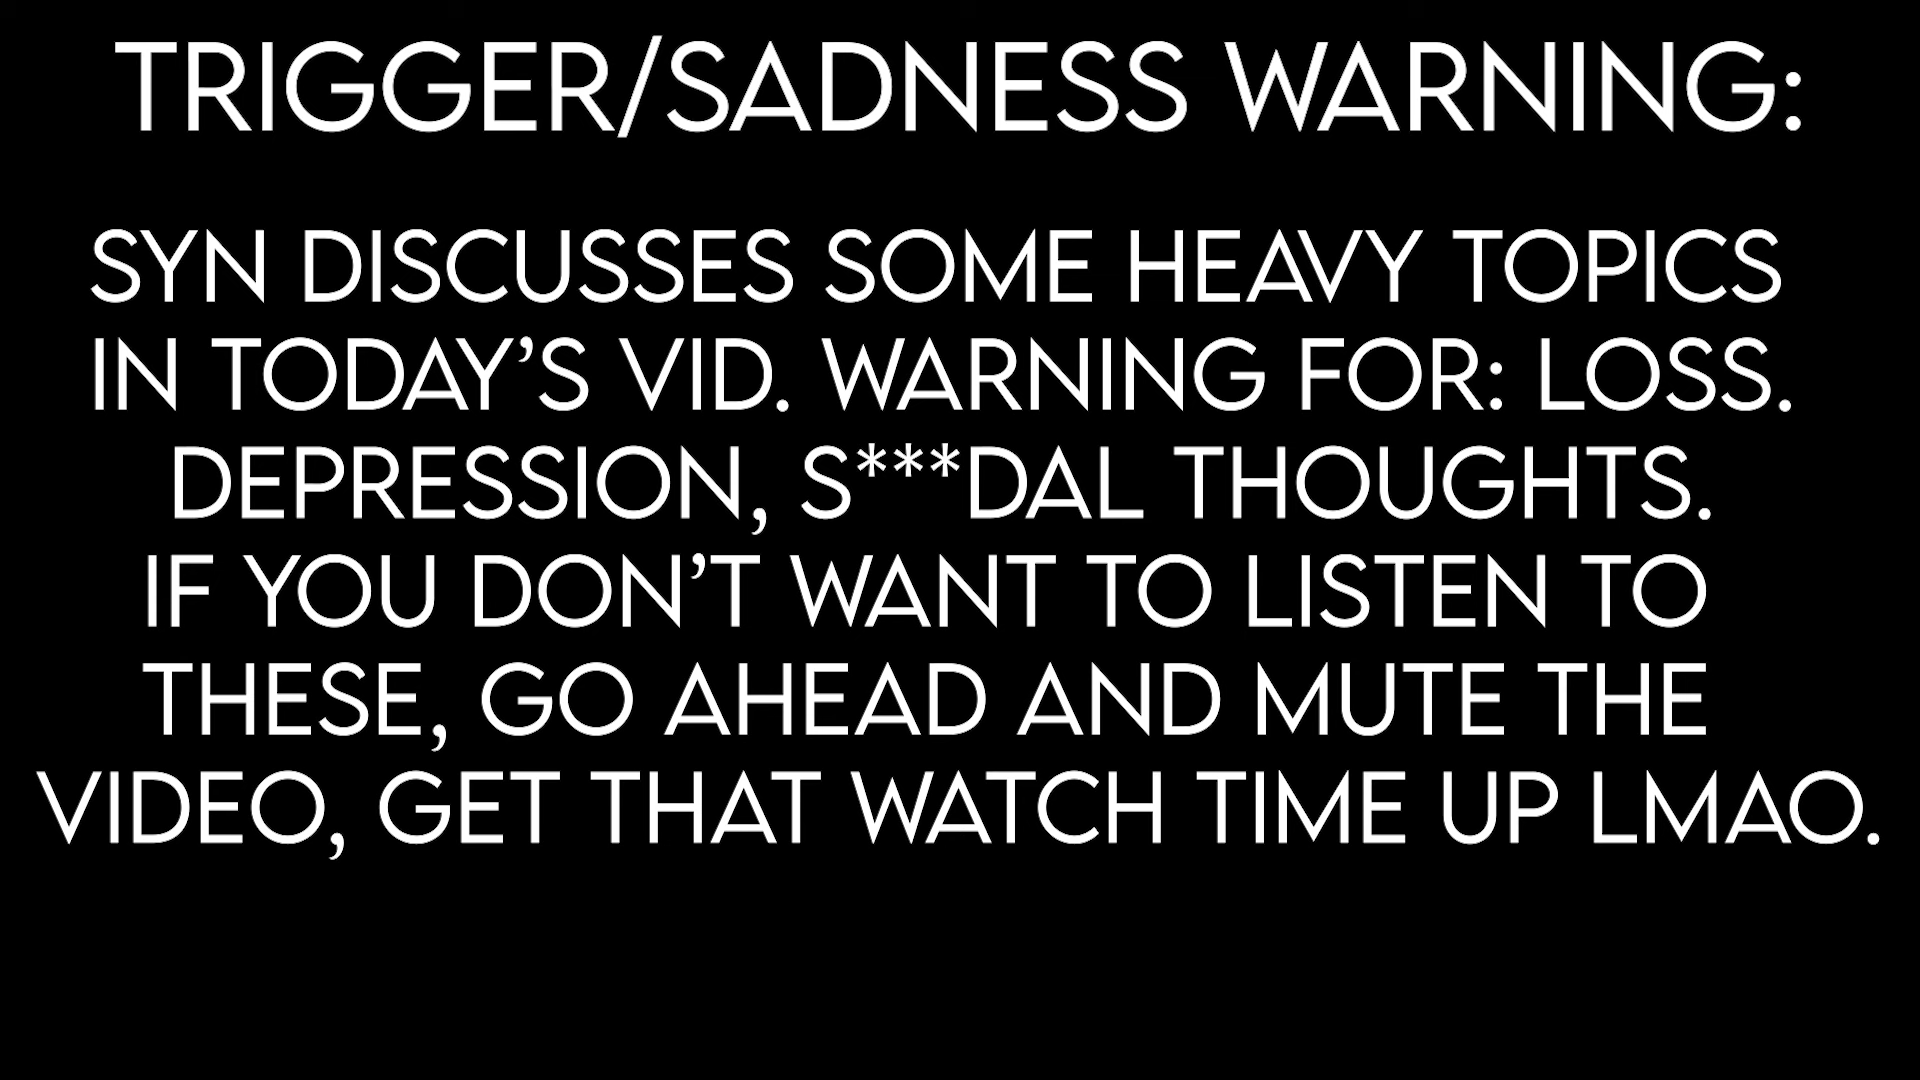 TRIGGER/SADNESS WARNING:
SYN DISCUSSES SOME HEAVY TOPICS
IN TODAY'S VID. WARNING FOR: LOSS.
DEPRESSION, S***DAL THOUGHTS.
IF YOU DON'T WANT TO LISTEN TO
THESE, GO AHEAD AND MUTE THE
VIDEO, GET THAT WATCH TIME UP LMAO.